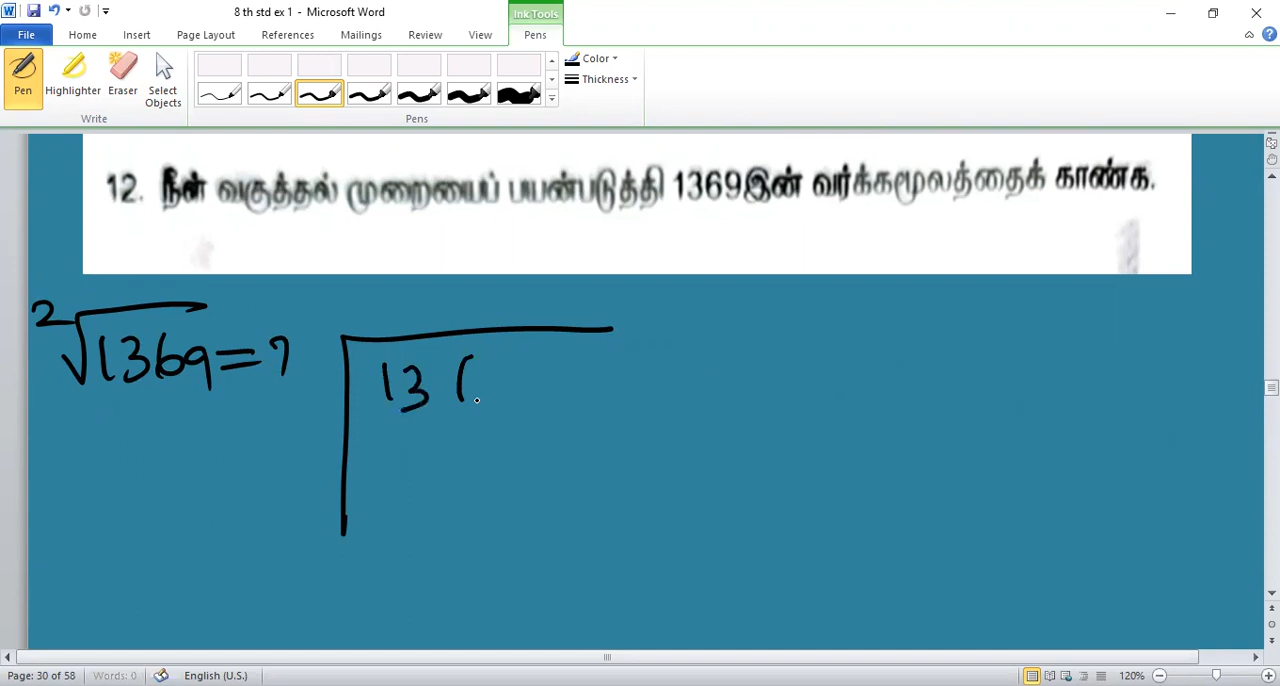 8 th std ex 1 - Microsoft Word
Ink Tools
File Home Insert Page Layout References Mailings Review View Pens
Pen Highlighter Eraser Select Objects
Color
Thickness
Write Pens
12. நீள் வகுத்தல் முறையைப் பயன்படுத்தி 1369இன் வர்க்கமூலத்தைக் காண்க.
2√1369=?
13 (
Page: 30 of 58 Words: 0 English (U.S.) 120%